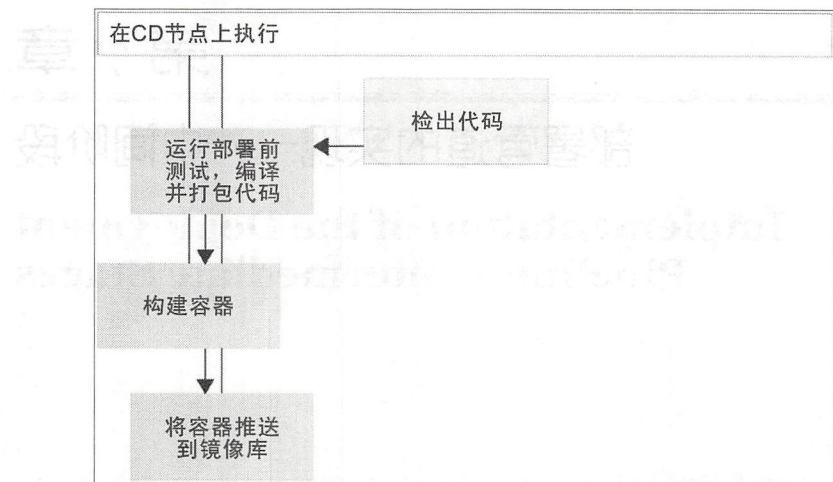 在CD节点上执行
检出代码
运行部署前
测试，编译
并打包代码
构建容器
将容器推送
到镜像库